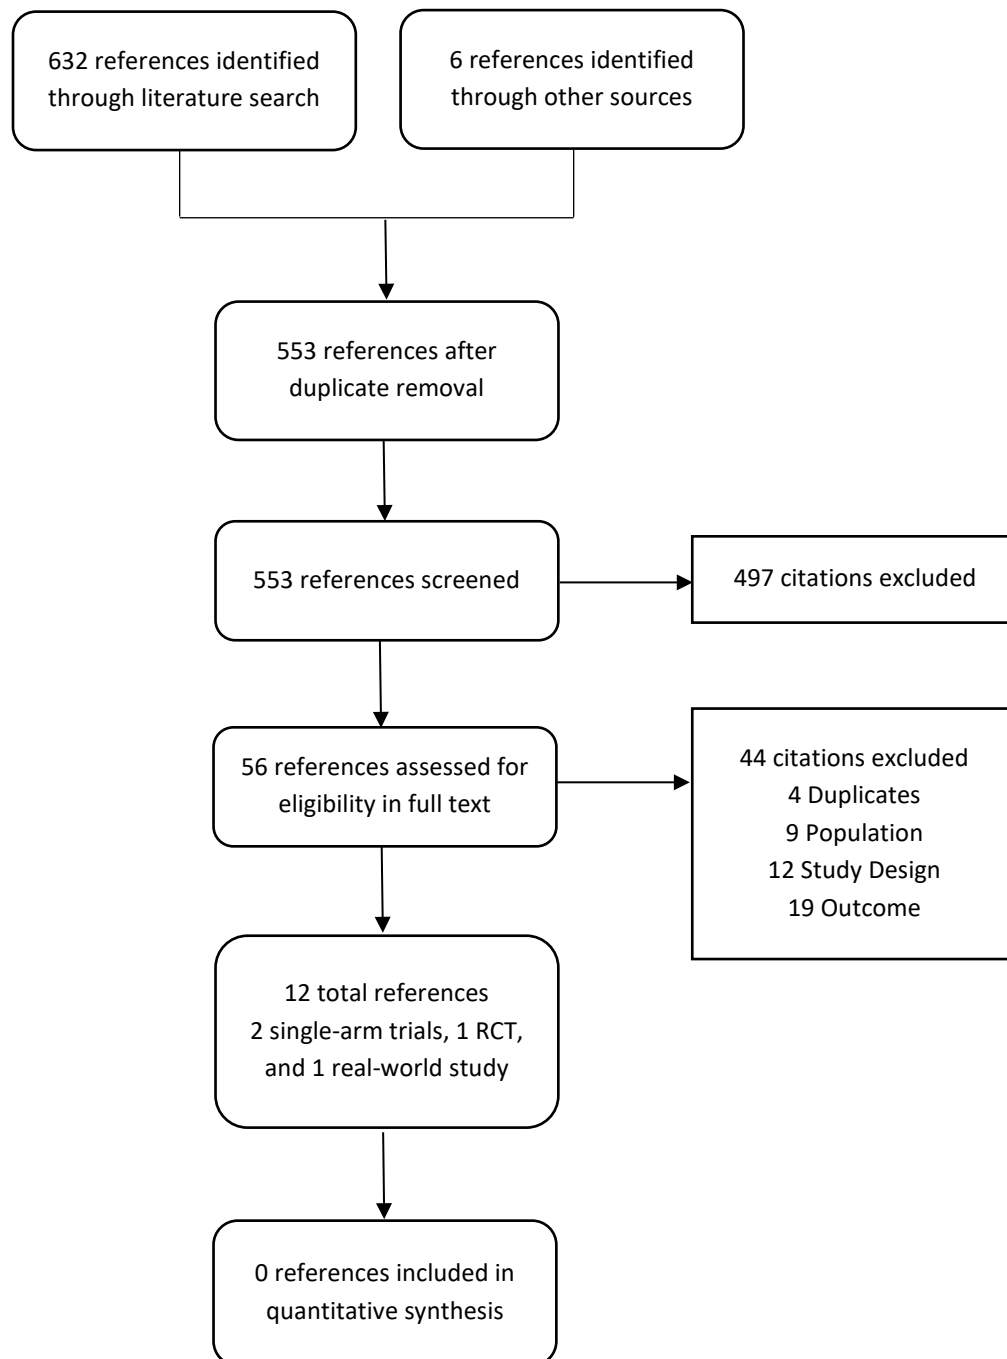 632 references identified
through literature search
6 references identified
through other sources
553 references after
duplicate removal
553 references screened
497 citations excluded
56 references assessed for
eligibility in full text
44 citations excluded
4 Duplicates
9 Population
12 Study Design
19 Outcome
12 total references
2 single-arm trials, 1 RCT,
and 1 real-world study
0 references included in
quantitative synthesis